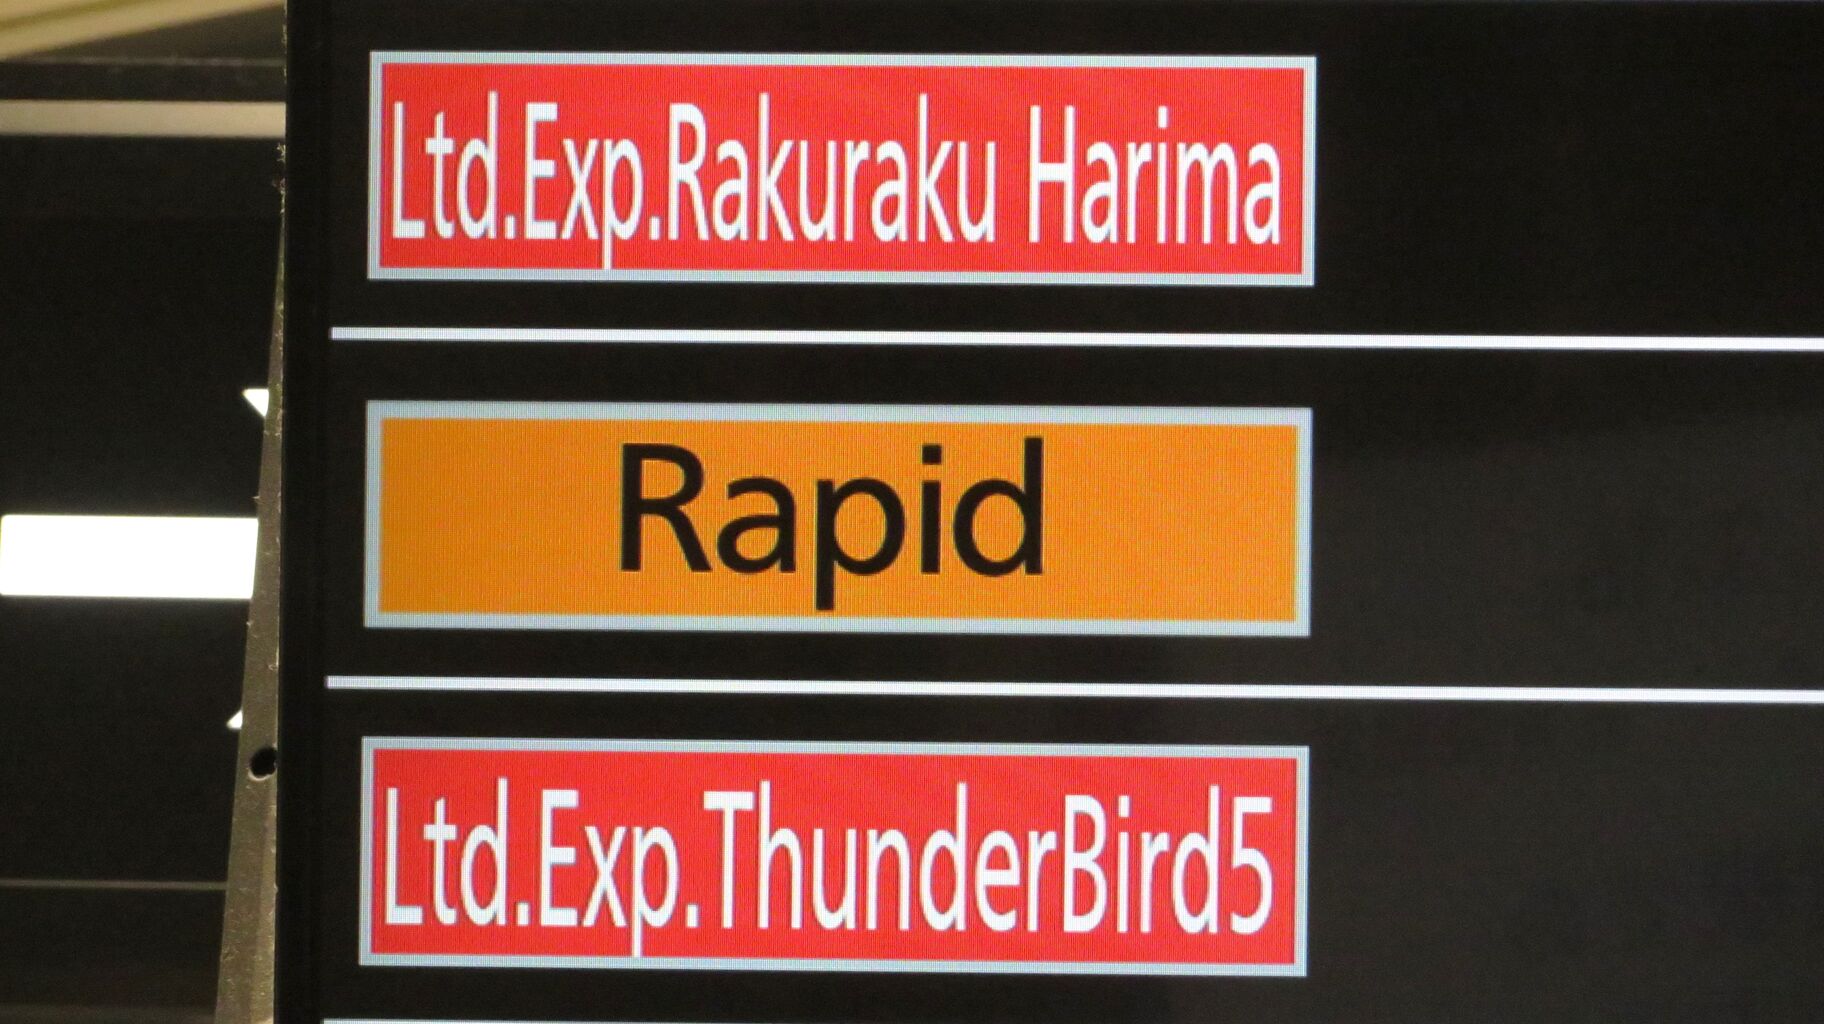 Ltd.Exp.Rakuraku Harima
Rapid
Ltd.Exp.ThunderBird5